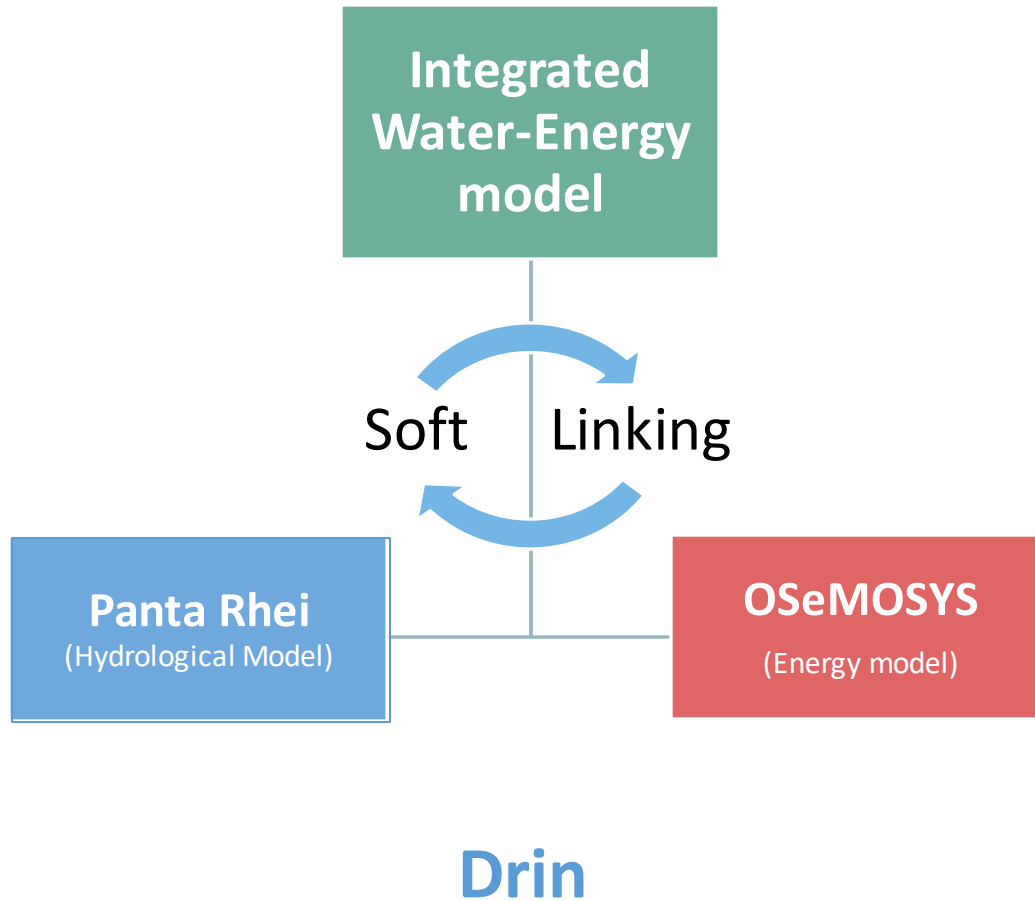 Integrated
Water-Energy
model
Soft Linking
Panta Rhei
(Hydrological Model)
OSeMOSYS
(Energy model)
Drin